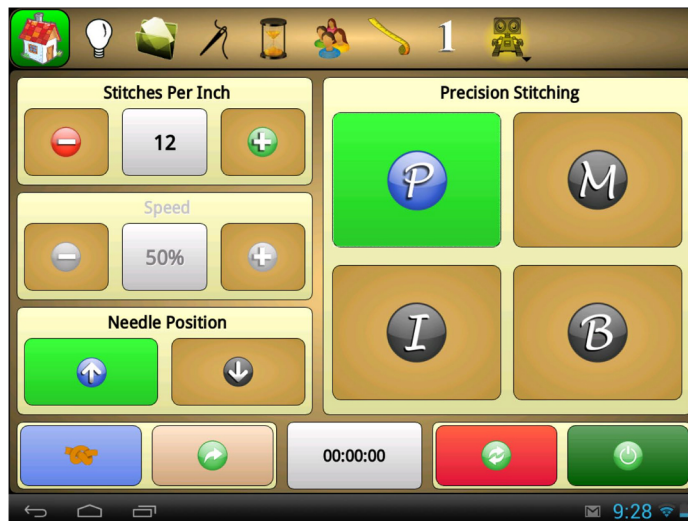 1
Stitches Per Inch
12
Speed
50%
Needle Position
Precision Stitching
P
M
I
B
00:00:00
9:28